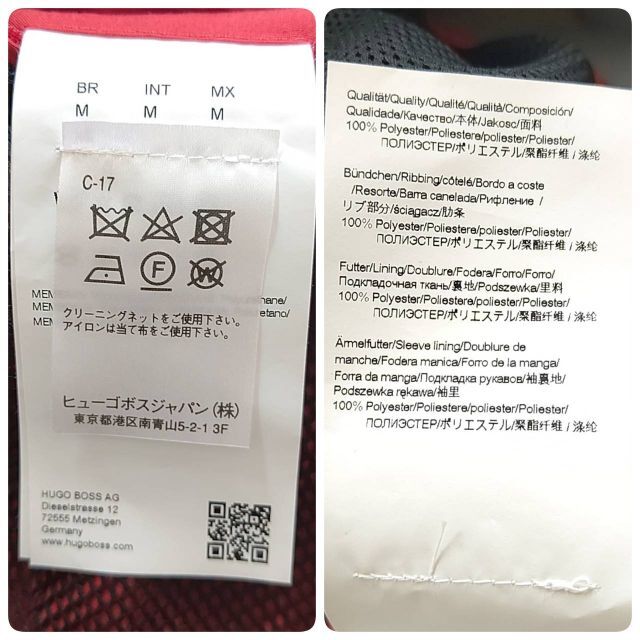 BR INT MX
M M M
C-17
MEM
MEM
MEM
クリーニングネットをご使用下さい。
アイロンは当て布をご使用下さい。
ヒューゴボスジャパン(株)
東京都港区南青山5-2-1 3F
HUGO BOSS AG
Dieselstrasse 12
72555 Metzingen
Germany
www.hugoboss.com
Qualität/Quality/Qualité/Qualità/Composición/
Qualidade/Качество/本体/Jakosc/面料
100% Polyester/Poliestere/poliester/Poliester/
ПОЛИЭСТЕР/ポリエステル/聚酯纤维 / 涤纶
Bündchen/Ribbing/côtelé/Bordo a coste
/Resorte/Barra canelada/Рифление /
リブ部分/ściągacz/肋条
100% Polyester/Poliestere/poliester/Poliester/
ПОЛИЭСТЕР/ポリエステル/聚酯纤维 / 涤纶
Futter/Lining/Doublure/Fodera/Forro/Forro/
Подкладочная ткань/裏地/Podszewka/里料
100% Polyester/Poliestere/poliester/Poliester/
ПОЛИЭСТЕР/ポリエステル/聚酯纤维 / 涤纶
Ärmelfutter/Sleeve lining/Doublure de
manche/Fodera manica/Forro de la manga/
Forra da manga/Подкладка рукавов/袖裏地/
Podszewka rękawa/袖里
100% Polyester/Poliestere/poliester/Poliester/
ПОЛИЭСТЕР/ポリエステル/聚酯纤维 / 涤纶